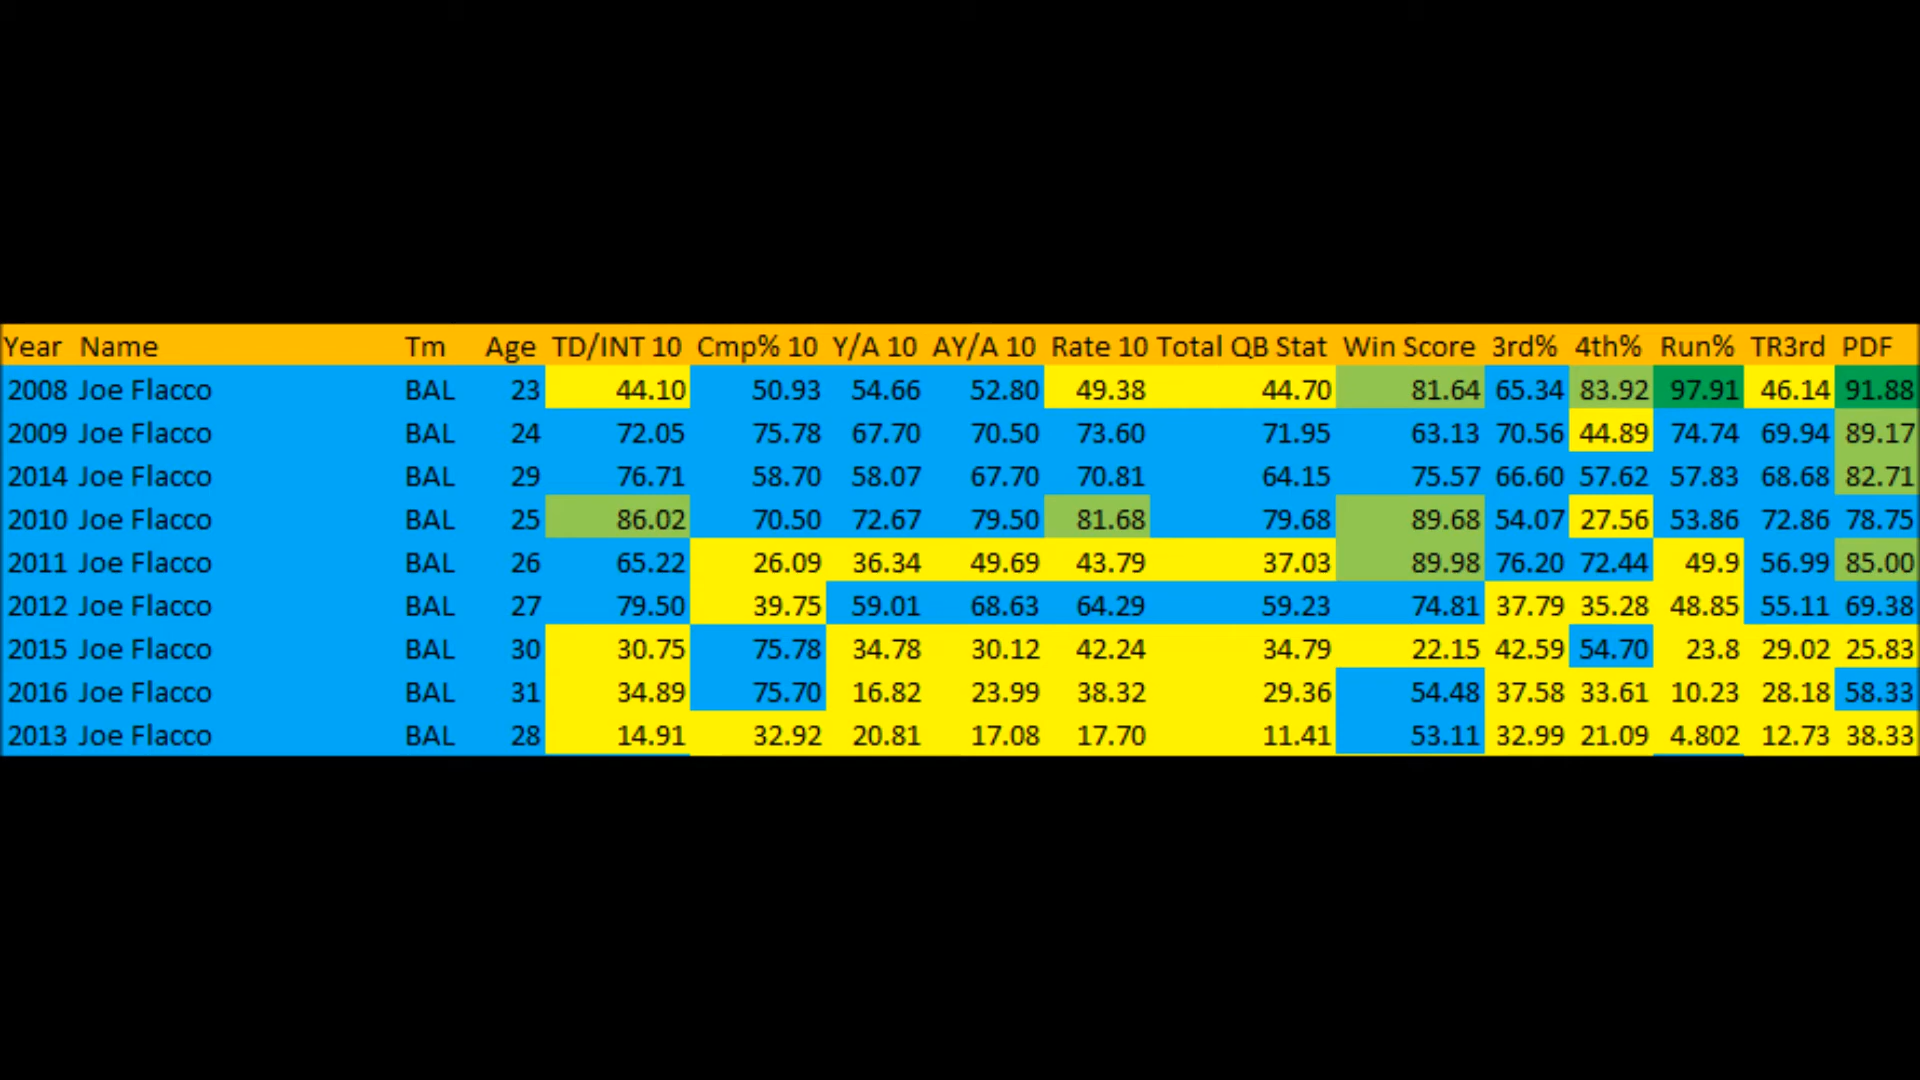 Year Name Tm Age TD/INT 10 Cmp% 10 Y/A 10 AY/A 10 Rate 10 Total QB Stat Win Score 3rd% 4th% Run% TR3rd PDF
2008 Joe Flacco BAL 23 44.10 50.93 54.66 52.80 49.38 44.70 81.64 65.34 83.92 97.91 46.14 91.88
2009 Joe Flacco BAL 24 72.05 75.78 67.70 70.50 73.60 71.95 63.13 70.56 44.89 74.74 69.94 89.17
2014 Joe Flacco BAL 29 76.71 58.70 58.07 67.70 70.81 64.15 75.57 66.60 57.62 57.83 68.68 82.71
2010 Joe Flacco BAL 25 86.02 70.50 72.67 79.50 81.68 79.68 89.68 54.07 27.56 53.86 72.86 78.75
2011 Joe Flacco BAL 26 65.22 26.09 36.34 49.69 43.79 37.03 89.98 76.20 72.44 49.9 56.99 85.00
2012 Joe Flacco BAL 27 79.50 39.75 59.01 68.63 64.29 59.23 74.81 37.79 35.28 48.85 55.11 69.38
2015 Joe Flacco BAL 30 30.75 75.78 34.78 30.12 42.24 34.79 22.15 42.59 54.70 23.8 29.02 25.83
2016 Joe Flacco BAL 31 34.89 75.70 16.82 23.99 38.32 29.36 54.48 37.58 33.61 10.23 28.18 58.33
2013 Joe Flacco BAL 28 14.91 32.92 20.81 17.08 17.70 11.41 53.11 32.99 21.09 4.802 12.73 38.33